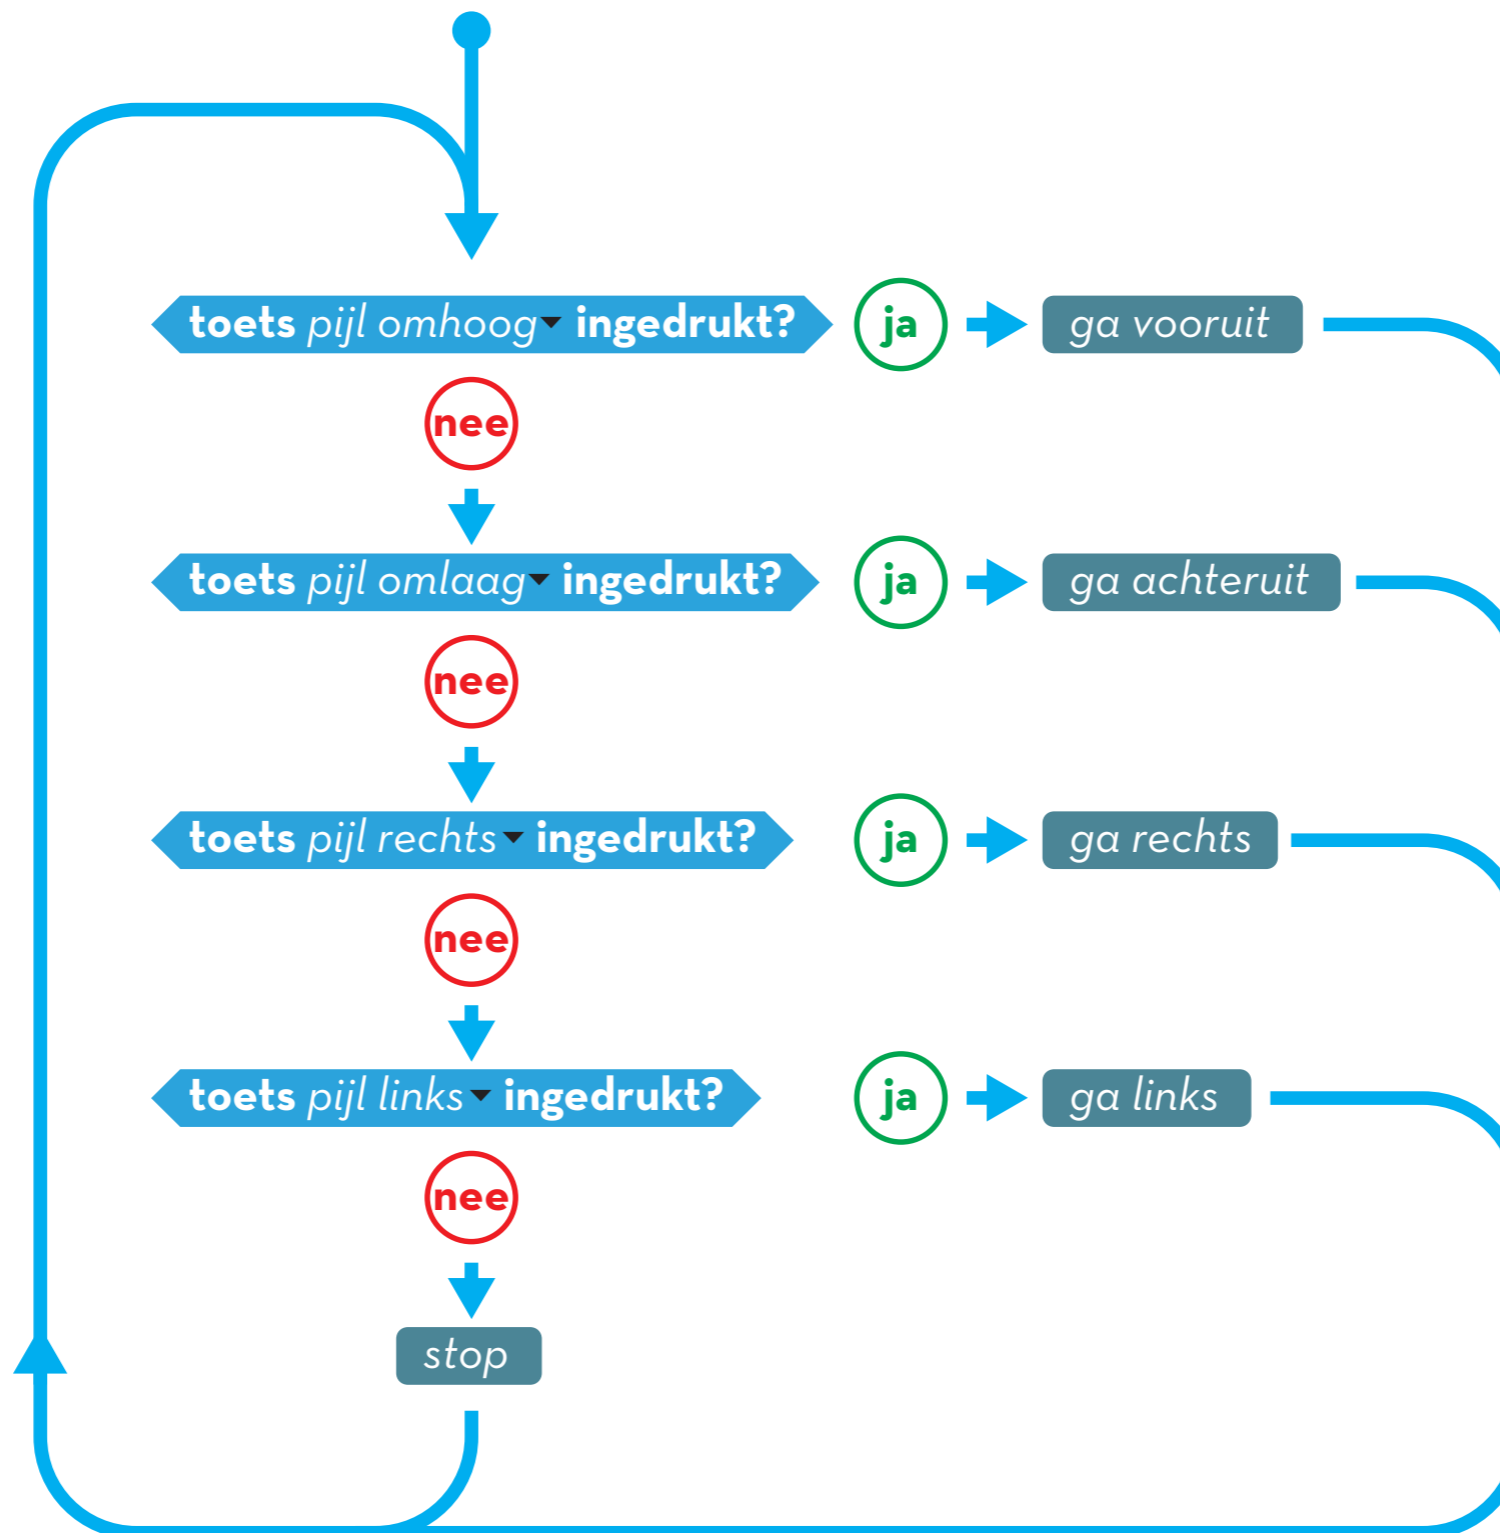 toets pijl omhoog ingedrukt? ja ga vooruit
nee
toets pijl omlaag ingedrukt? ja ga achteruit
nee
toets pijl rechts ingedrukt? ja ga rechts
nee
toets pijl links ingedrukt? ja ga links
nee
stop